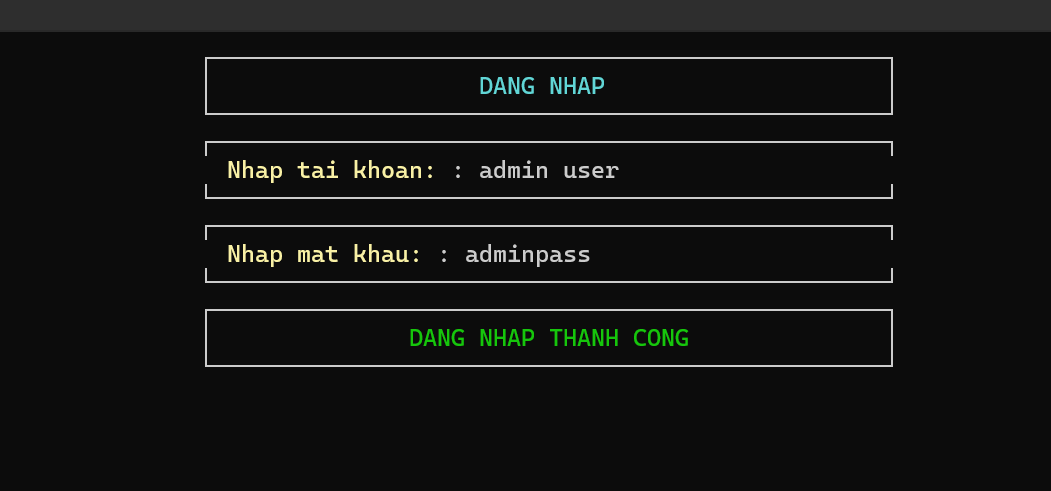 DANG NHAP
Nhap tai khoan: : admin user
Nhap mat khau: : adminpass
DANG NHAP THANH CONG